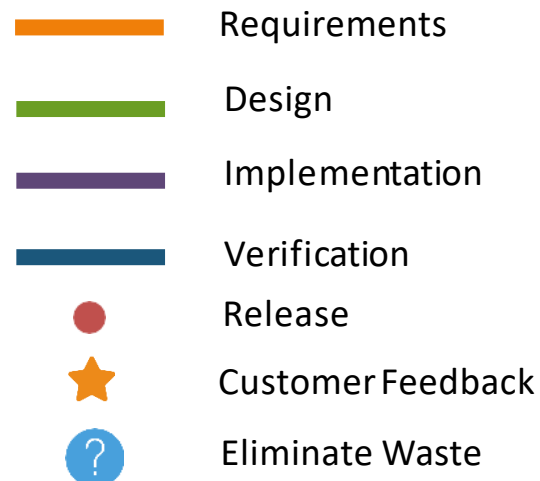 Requirements
Design
Implementation
Verification
Release
Customer Feedback
? Eliminate Waste